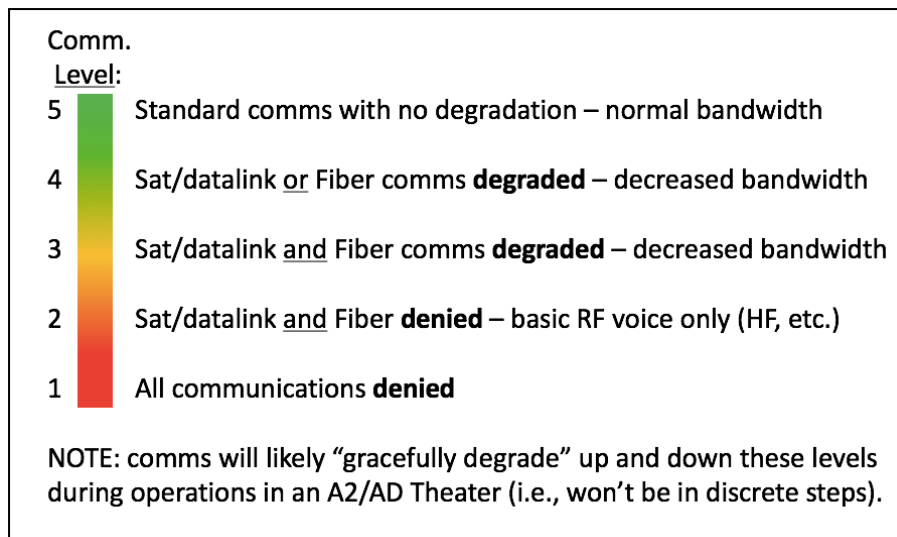 Comm.
Level:
5 Standard comms with no degradation – normal bandwidth
4 Sat/datalink or Fiber comms degraded – decreased bandwidth
3 Sat/datalink and Fiber comms degraded – decreased bandwidth
2 Sat/datalink and Fiber denied – basic RF voice only (HF, etc.)
1 All communications denied
NOTE: comms will likely “gracefully degrade” up and down these levels
during operations in an A2/AD Theater (i.e., won’t be in discrete steps).